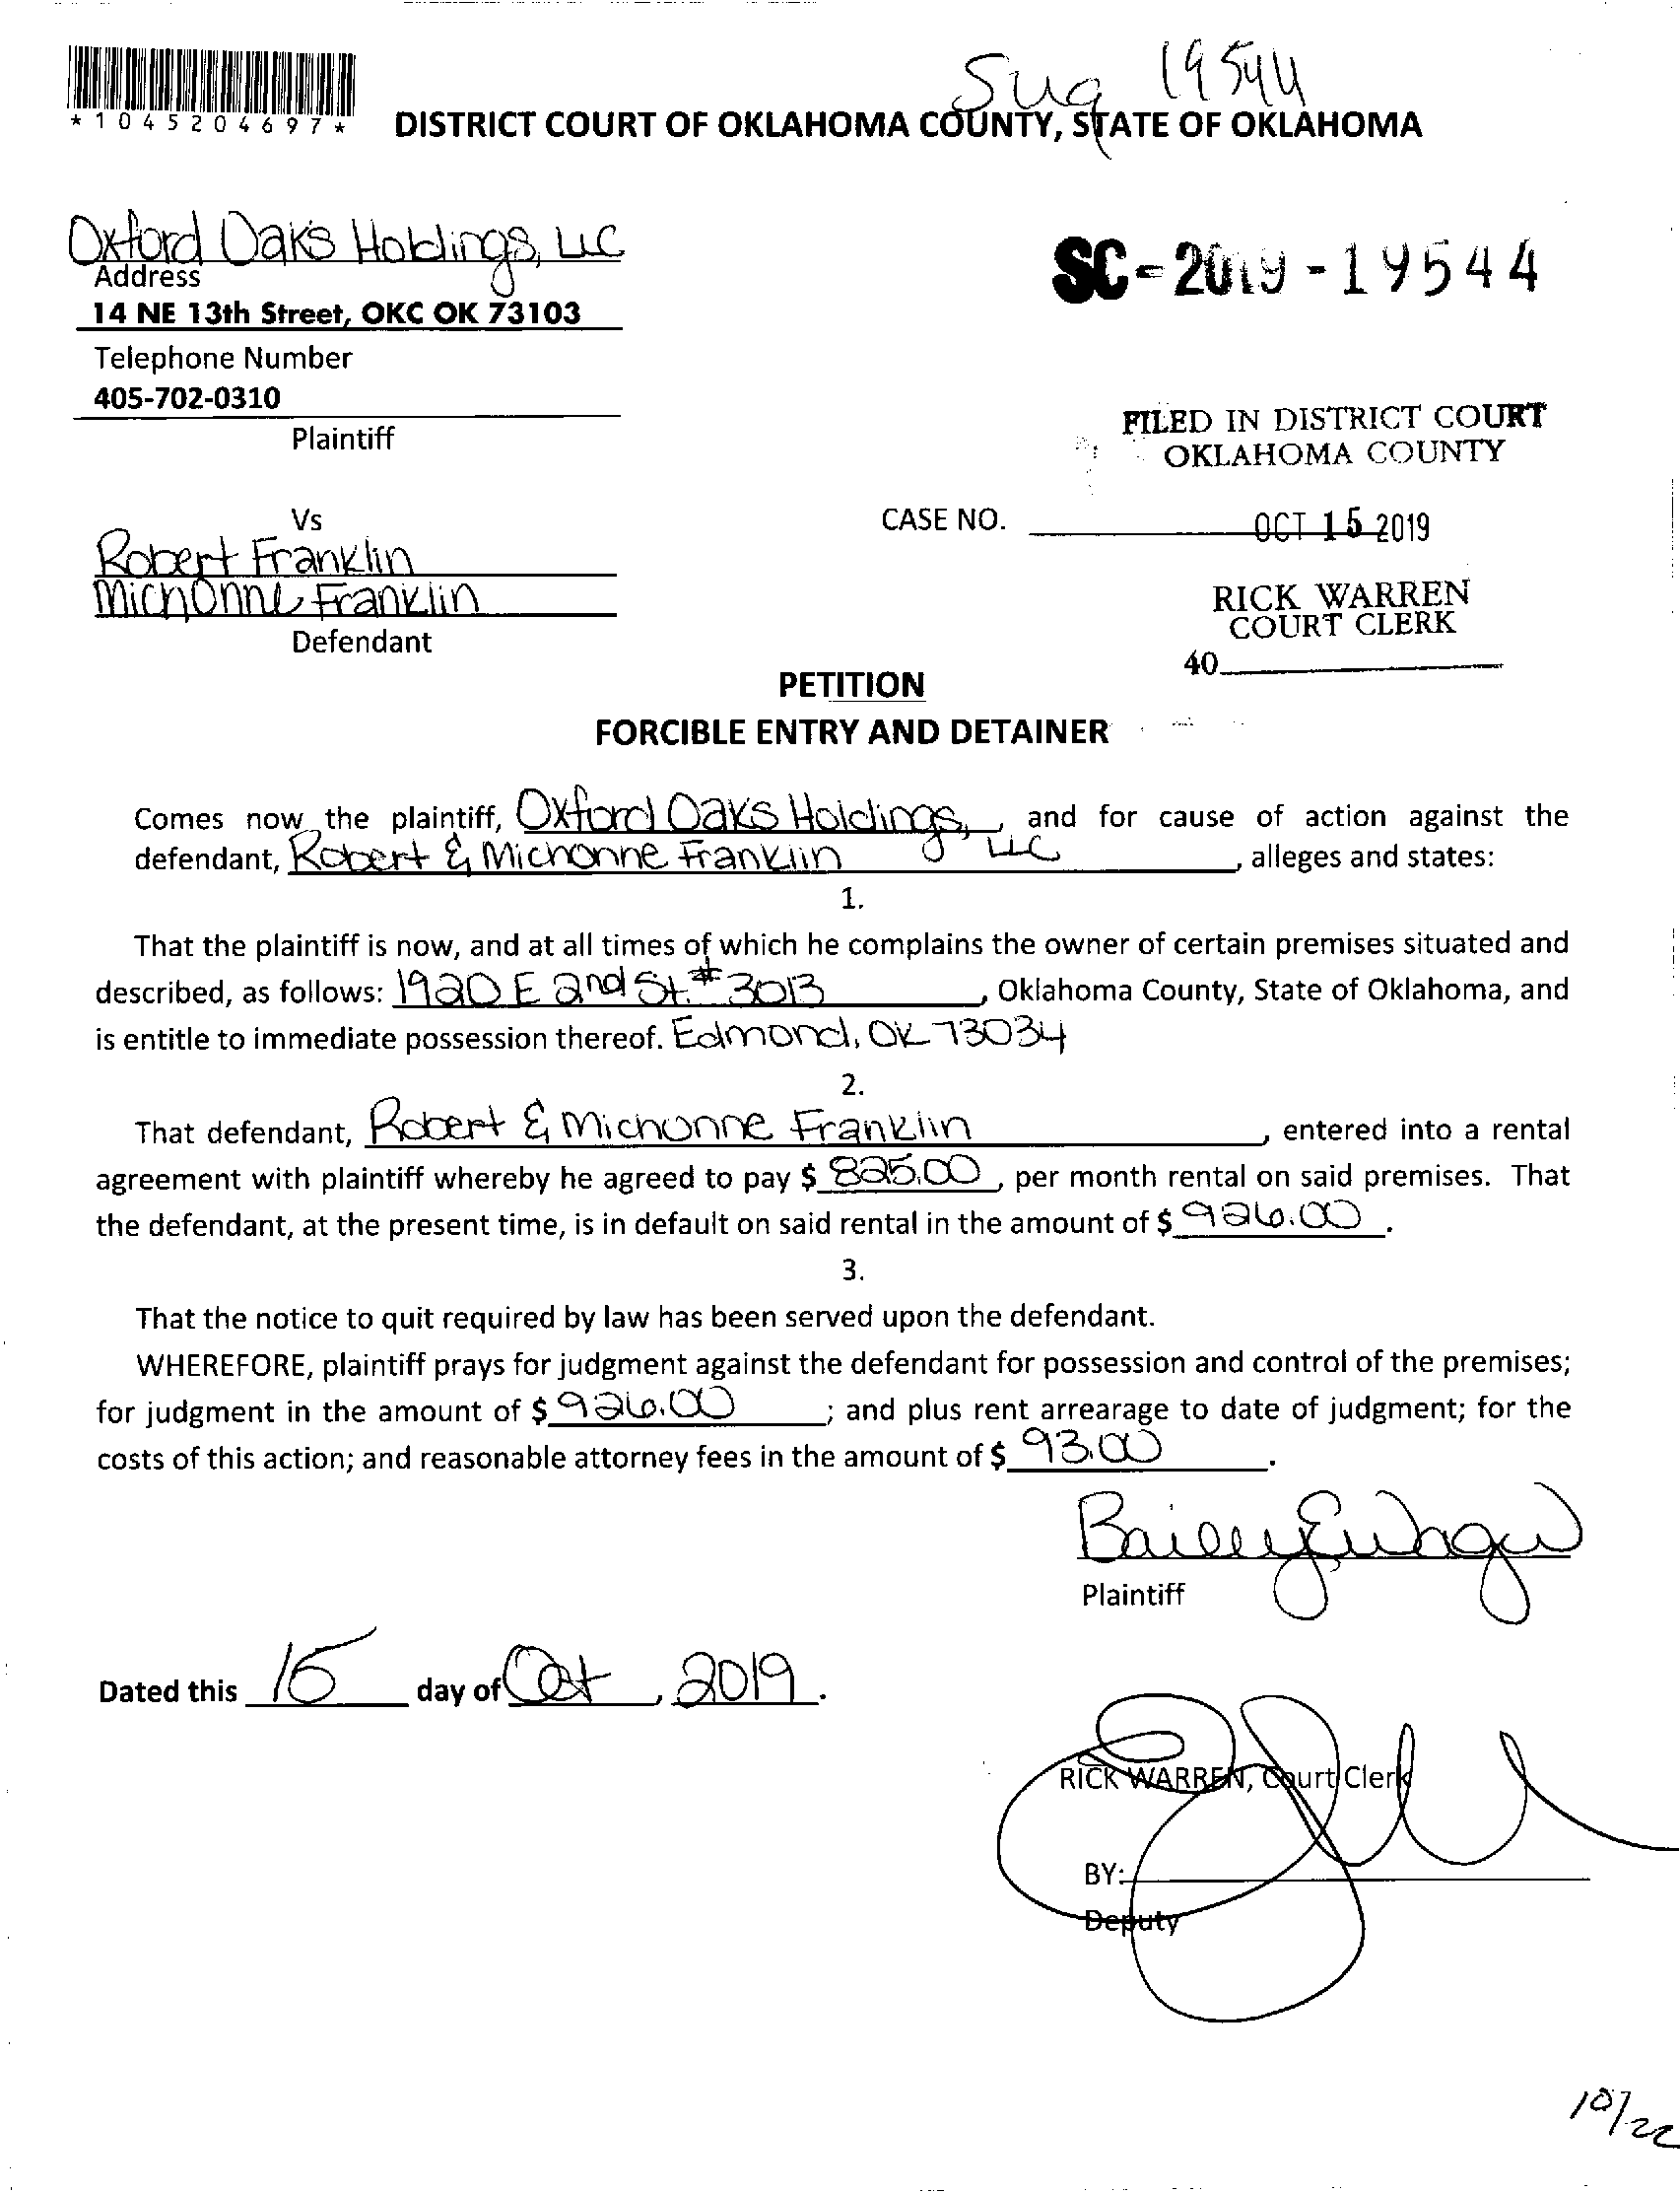 19544
*1045204697*
DISTRICT COURT OF OKLAHOMA COUNTY, STATE OF OKLAHOMA
Oxford Oaks Holdings, LLC
Address
14 NE 13th Street, OKC OK 73103
SC-2019-19544
Telephone Number
405-702-0310
Plaintiff
FILED IN DISTRICT COURT
OKLAHOMA COUNTY
Vs
CASE NO.
OCT 15 2019
Robert Franklin
Michonne Franklin
Defendant
RICK WARREN
COURT CLERK
40
PETITION
FORCIBLE ENTRY AND DETAINER
Comes now the plaintiff, Oxford Oaks Holdings, LLC, and for cause of action against the
defendant, Robert & Michonne Franklin, alleges and states:
1.
That the plaintiff is now, and at all times of which he complains the owner of certain premises situated and
described, as follows: 1920 E 2nd St. #3013, Oklahoma County, State of Oklahoma, and
is entitle to immediate possession thereof. Edmond, OK 73034
2.
That defendant, Robert & Michonne Franklin, entered into a rental
agreement with plaintiff whereby he agreed to pay $ 825.00, per month rental on said premises. That
the defendant, at the present time, is in default on said rental in the amount of $ 926.00.
3.
That the notice to quit required by law has been served upon the defendant.
WHEREFORE, plaintiff prays for judgment against the defendant for possession and control of the premises;
for judgment in the amount of $ 926.00; and plus rent arrearage to date of judgment; for the
costs of this action; and reasonable attorney fees in the amount of $ 93.00.
Plaintiff
Dated this 15 day of Oct, 2019.
RICK WARREN, Court Clerk
BY:
Deputy
10/22